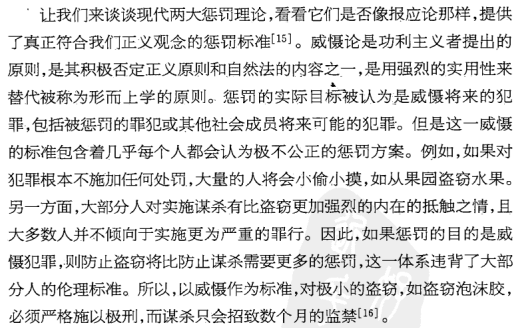 让我们来谈谈现代两大惩罚理论，看看它们是否像报应论那样，提供
了真正符合我们正义观念的惩罚标准[15]。威慑论是功利主义者提出的
原则，是其积极否定正义原则和自然法的内容之一，是用强烈的实用性来
替代被称为形而上学的原则。惩罚的实际目标被认为是威慑将来的犯
罪，包括被惩罚的罪犯或其他社会成员将来可能的犯罪。但是这一威慑
的标准包含着几乎每个人都会认为极不公正的惩罚方案。例如，如果对
犯罪根本不施加任何处罚，大量的人将会小偷小摸，如从果园盗窃水果。
另一方面，大部分人对实施谋杀有比盗窃更加强烈的内在的抵触之情，且
大多数人并不倾向于实施更为严重的罪行。因此，如果惩罚的目的是威
慑犯罪，则防止盗窃将比防止谋杀需要更多的惩罚，这一体系违背了大部
分人的伦理标准。所以，以威慑作为标准，对极小的盗窃，如盗窃泡沫胶，
必须严格施以极刑，而谋杀只会招致数个月的监禁[16]。